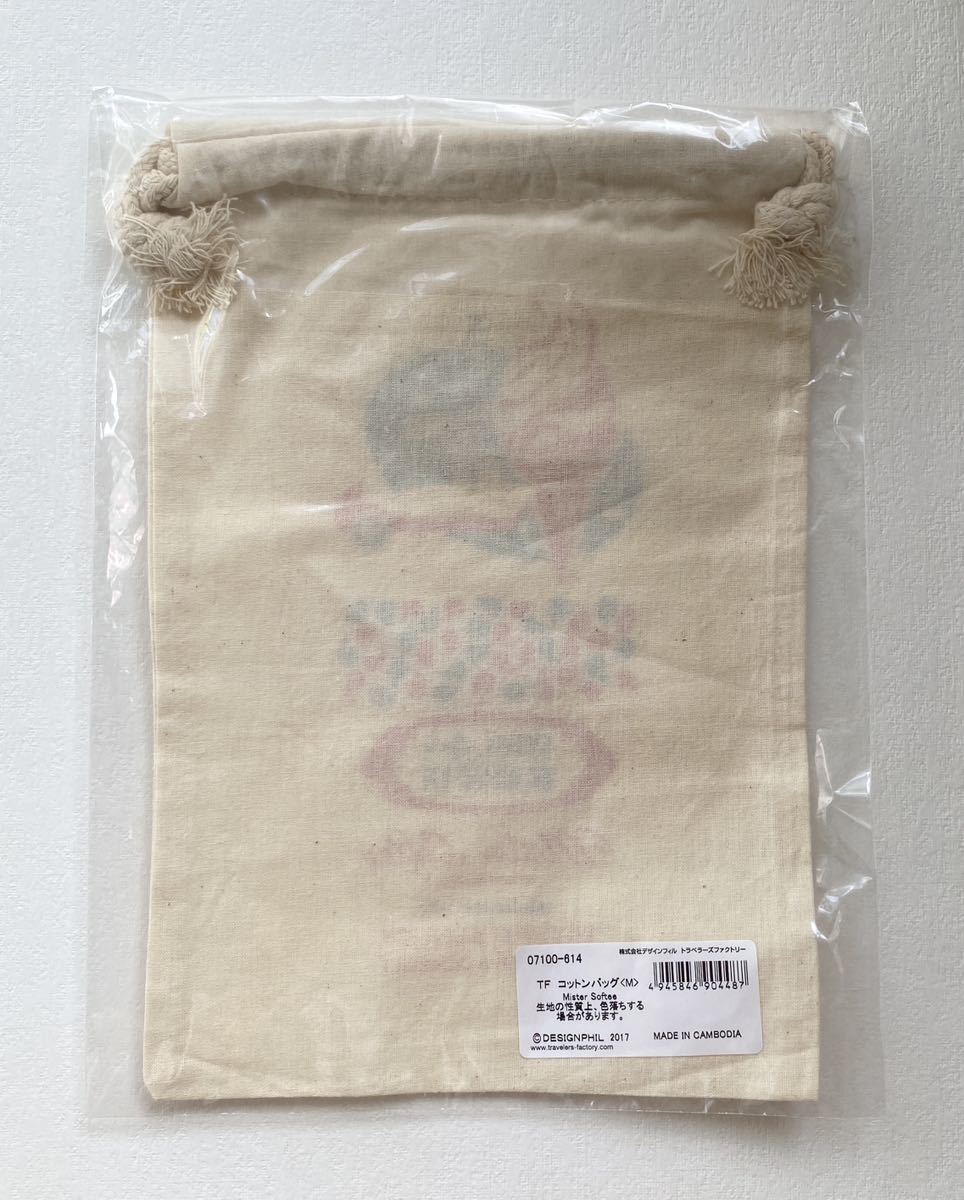 07100-614
株式会社デザインフィル トラベラーズファクトリー
TF コットンバッグ<M>
Mister Softee
生地の性質上、色落ちする
場合があります。
4 945846 904487
©DESIGNPHIL 2017 MADE IN CAMBODIA
www.travelers-factory.com